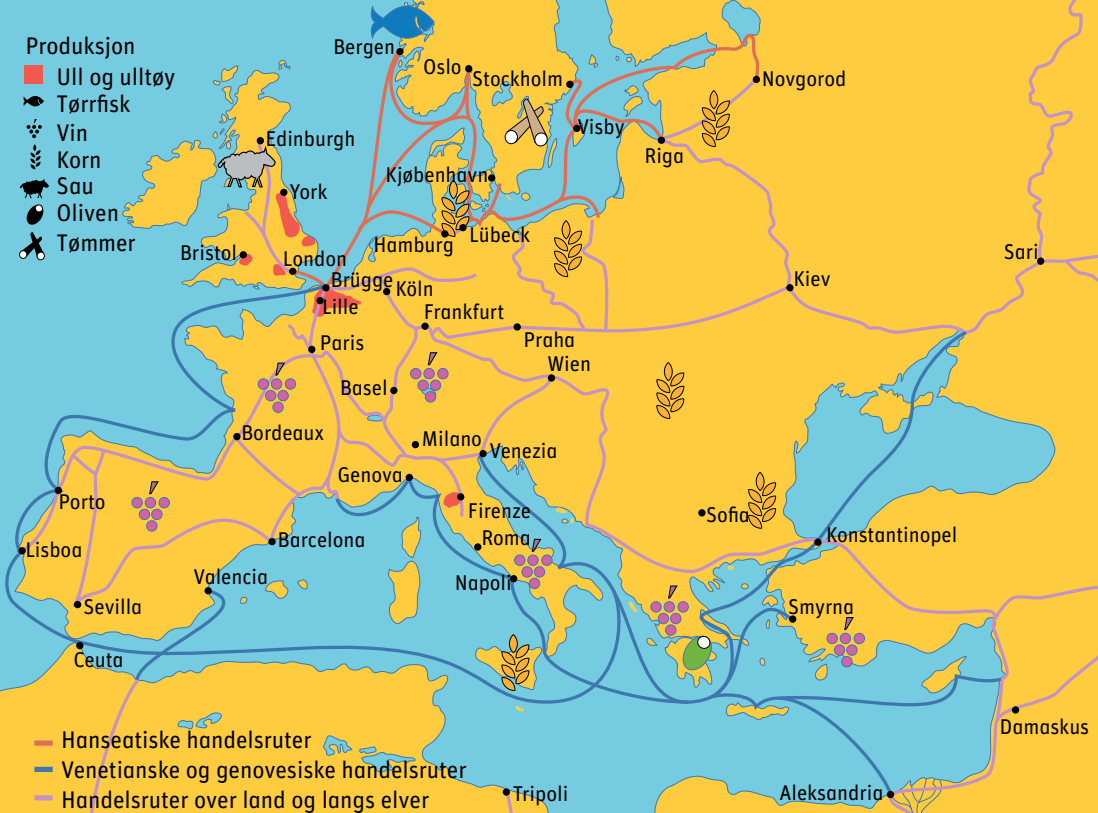 Produksjon
Ull og ulltøy
Tørrfisk
Vin
Korn
Sau
Oliven
Tømmer
Bergen
Oslo
Stockholm
Novgorod
Visby
Riga
Edinburgh
Kjøbenhavn
York
Hamburg
Lübeck
Bristol
London
Brügge
Köln
Lille
Kiev
Sari
Frankfurt
Praha
Paris
Wien
Basel
Bordeaux
Milano
Venezia
Genova
Porto
Firenze
Sofia
Konstantinopel
Roma
Lisboa
Barcelona
Valencia
Napoli
Sevilla
Smyrna
Ceuta
Damaskus
Hanseatiske handelsruter
Venetianske og genovesiske handelsruter
Handelsruter over land og langs elver
Tripoli
Aleksandria